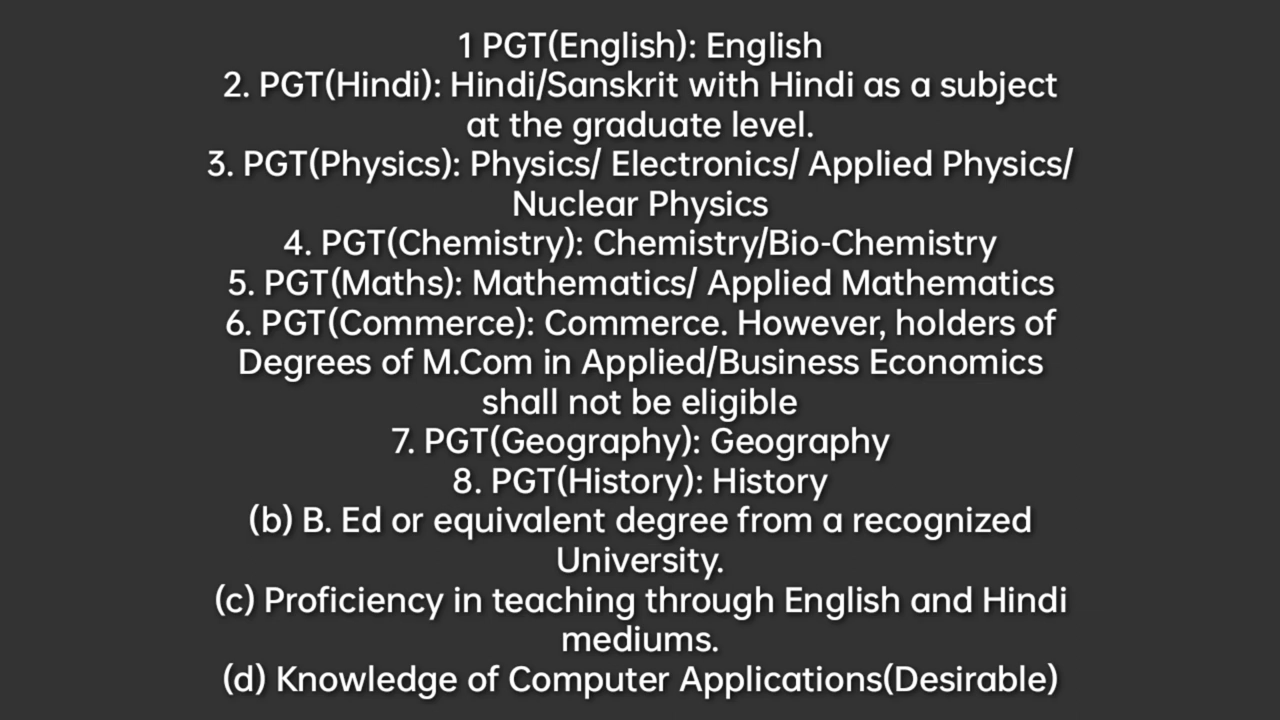 1 PGT(English): English
2. PGT(Hindi): Hindi/Sanskrit with Hindi as a subject
at the graduate level.
3. PGT(Physics): Physics/ Electronics/ Applied Physics/
Nuclear Physics
4. PGT(Chemistry): Chemistry/Bio-Chemistry
5. PGT(Maths): Mathematics/ Applied Mathematics
6. PGT(Commerce): Commerce. However, holders of
Degrees of M.Com in Applied/Business Economics
shall not be eligible
7. PGT(Geography): Geography
8. PGT(History): History
(b) B. Ed or equivalent degree from a recognized
University.
(c) Proficiency in teaching through English and Hindi
mediums.
(d) Knowledge of Computer Applications(Desirable)